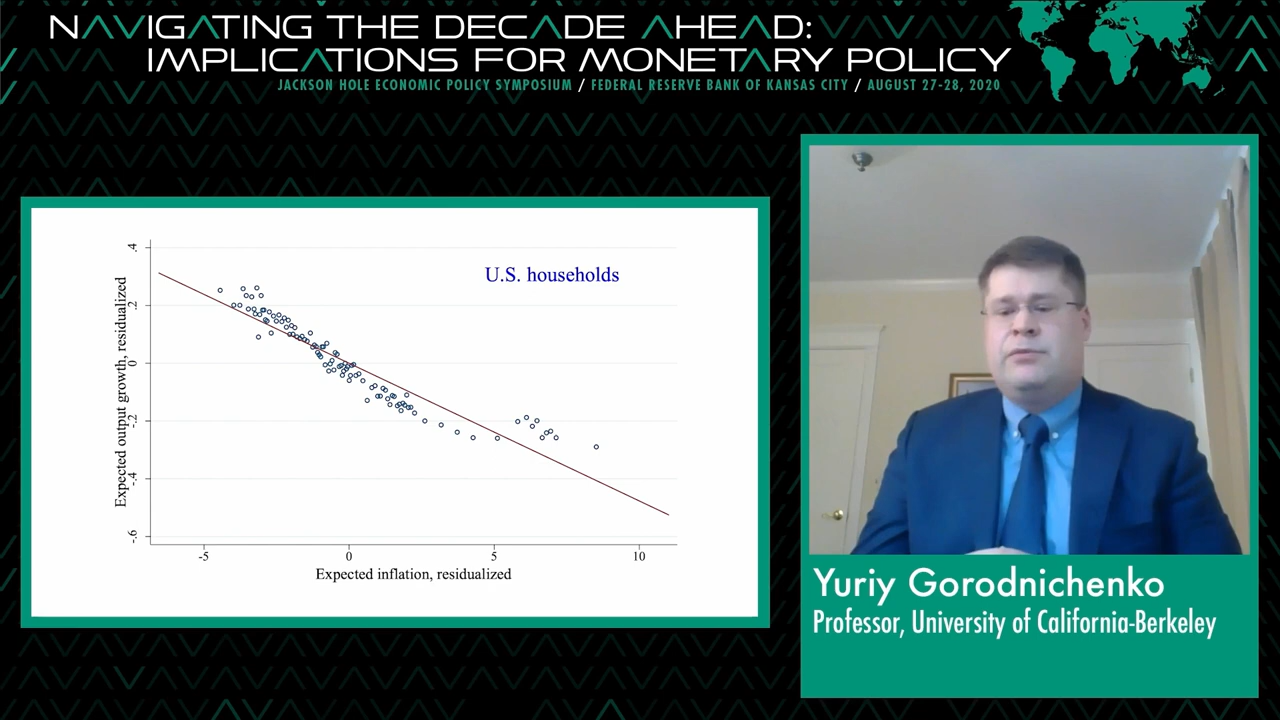 NAVIGATING THE DECADE AHEAD:
IMPLICATIONS FOR MONETARY POLICY
JACKSON HOLE ECONOMIC POLICY SYMPOSIUM / FEDERAL RESERVE BANK OF KANSAS CITY / AUGUST 27-28, 2020
U.S. households
Expected output growth, residualized
.4
.2
0
-.2
-.4
-.6
-5
0
5
10
Expected inflation, residualized
Yuriy Gorodnichenko
Professor, University of California-Berkeley